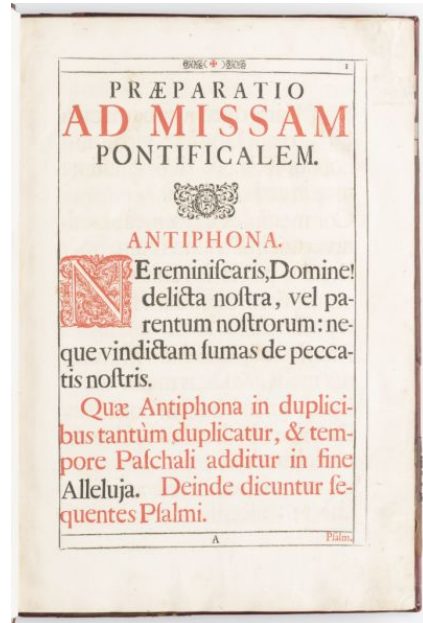 1
PRÆPARATIO
AD MISSAM
PONTIFICALEM.
ANTIPHONA.
NE reminiſcaris, Domine!
delicta noſtra, vel pa-
rentum noſtrorum: ne-
que vindictam ſumas de pecca-
tis noſtris.
Quæ Antiphona in duplici-
bus tantùm duplicatur, & tem-
pore Paſchali additur in fine
Alleluja. Deinde dicuntur ſe-
quentes Pſalmi.
A Pſalm.